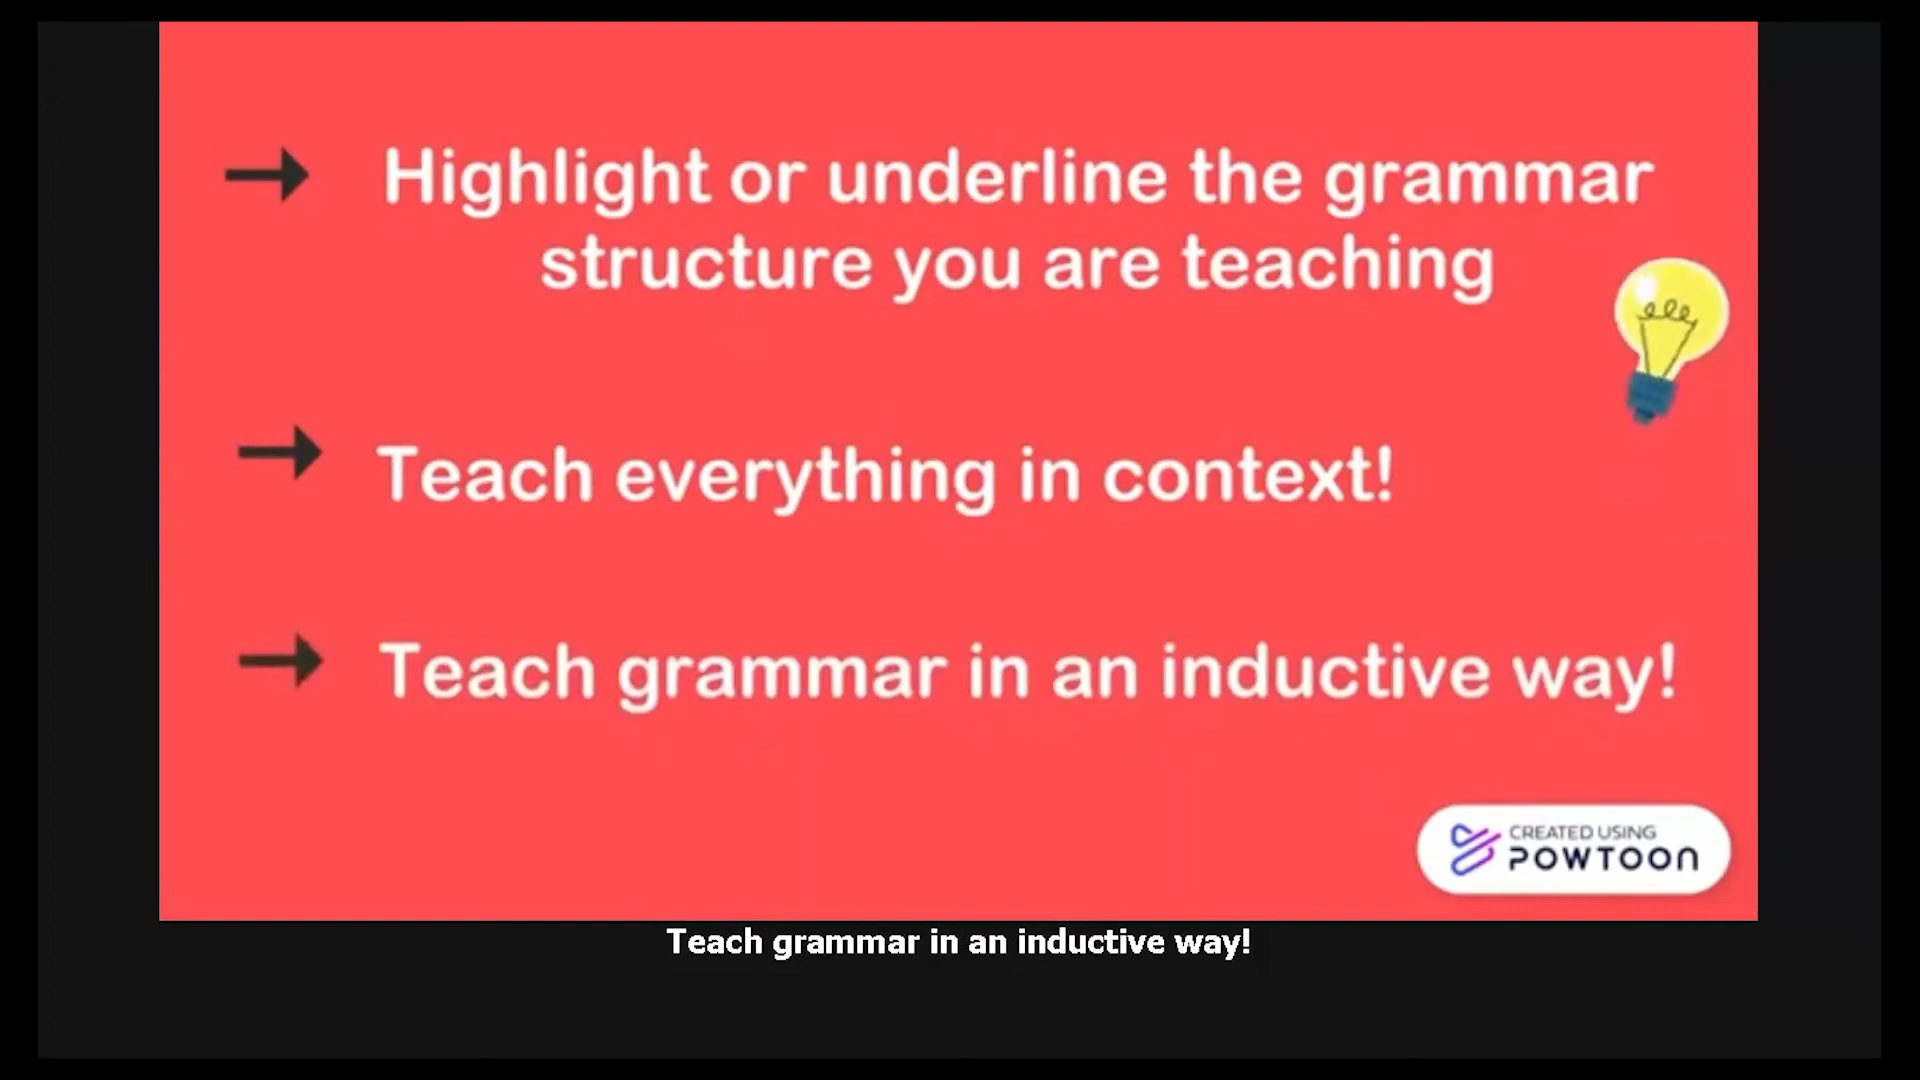 Highlight or underline the grammar
structure you are teaching
Teach everything in context!
Teach grammar in an inductive way!
CREATED USING
POWTOON
Teach grammar in an inductive way!